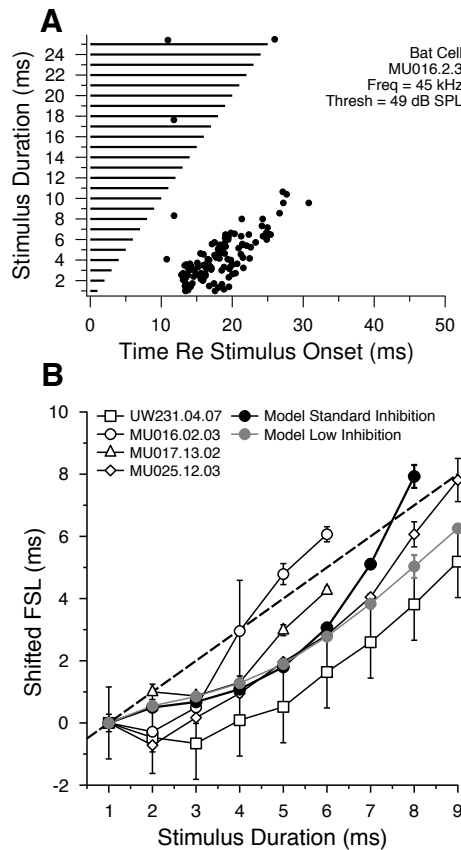 A
Bat Cell
MU016.2.3
Freq = 45 kHz
Thresh = 49 dB SPL
Stimulus Duration (ms)
24
22
20
18
16
14
12
10
8
6
4
2
0 10 20 30 40 50
Time Re Stimulus Onset (ms)
B
UW231.04.07
MU016.02.03
MU017.13.02
MU025.12.03
Model Standard Inhibition
Model Low Inhibition
Shifted FSL (ms)
10
8
6
4
2
0
-2
1 2 3 4 5 6 7 8 9
Stimulus Duration (ms)